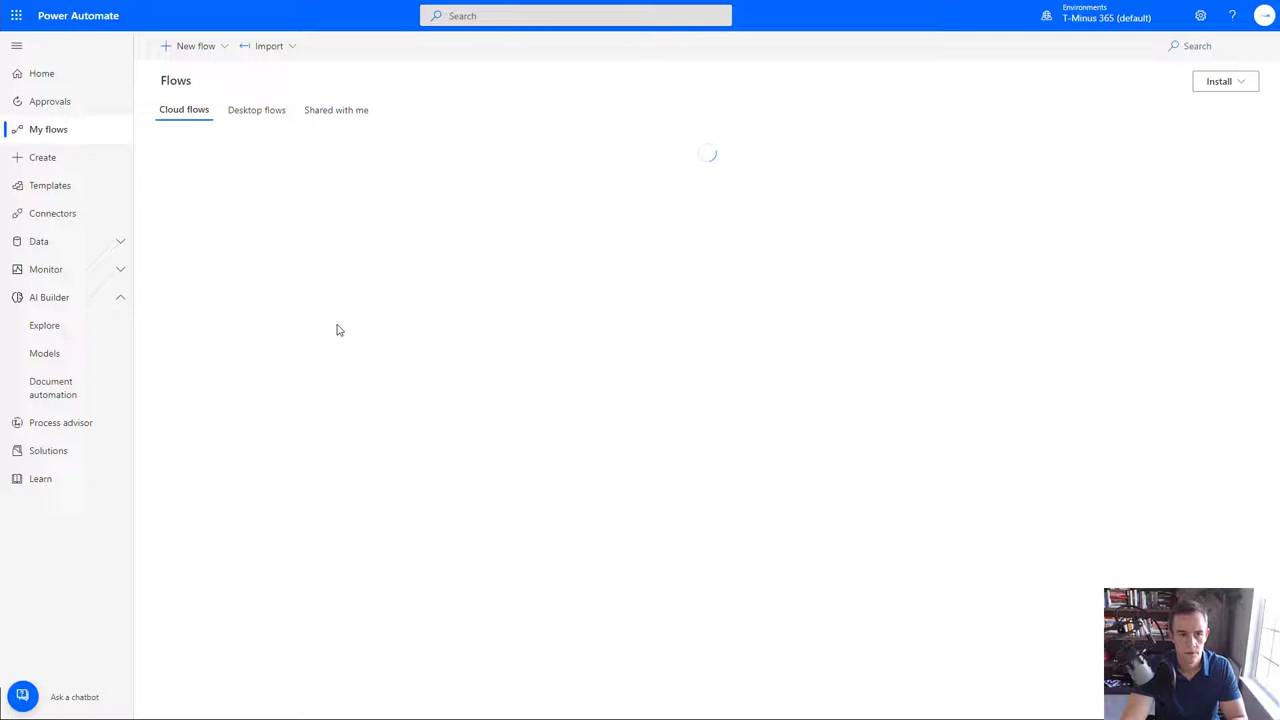 Power Automate
Search
Environments
T-Minus 365 (default)
New flow
Import
Search
Home
Approvals
My flows
Create
Templates
Connectors
Data
Monitor
AI Builder
Explore
Models
Document
automation
Process advisor
Solutions
Learn
Flows
Install
Cloud flows
Desktop flows
Shared with me
Ask a chatbot